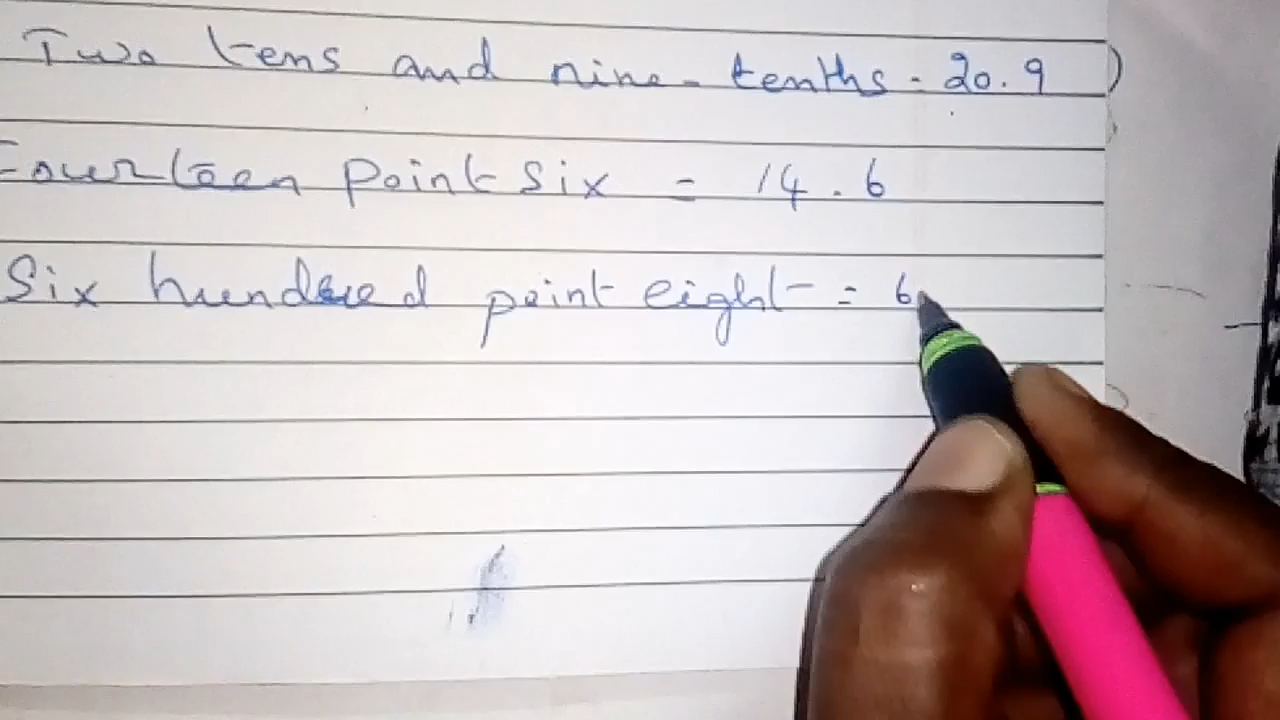 Two tens and nine-tenths = 20.9
Fourteen point six = 14.6
Six hundred point eight = 6